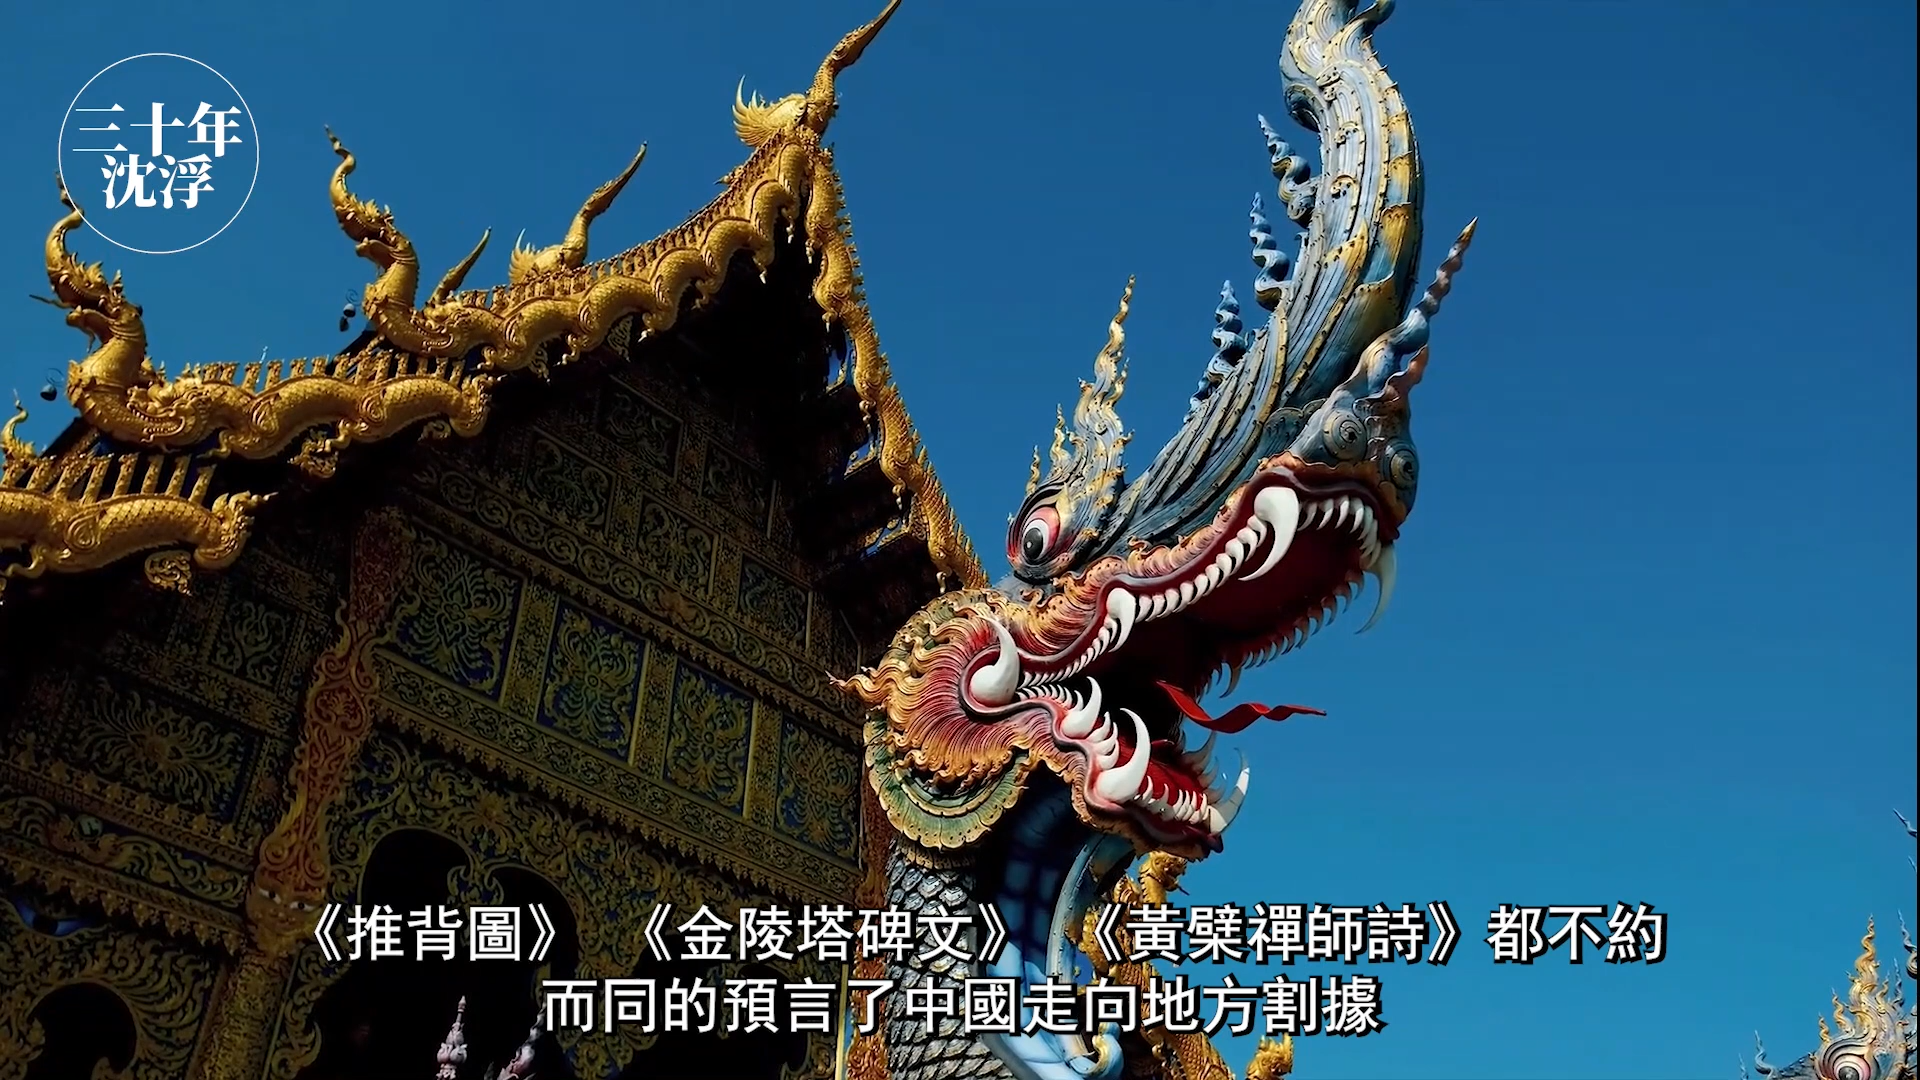 三十年
沈浮
《推背圖》 《金陵塔碑文》 《黃檗禪師詩》都不約
而同的預言了中國走向地方割據